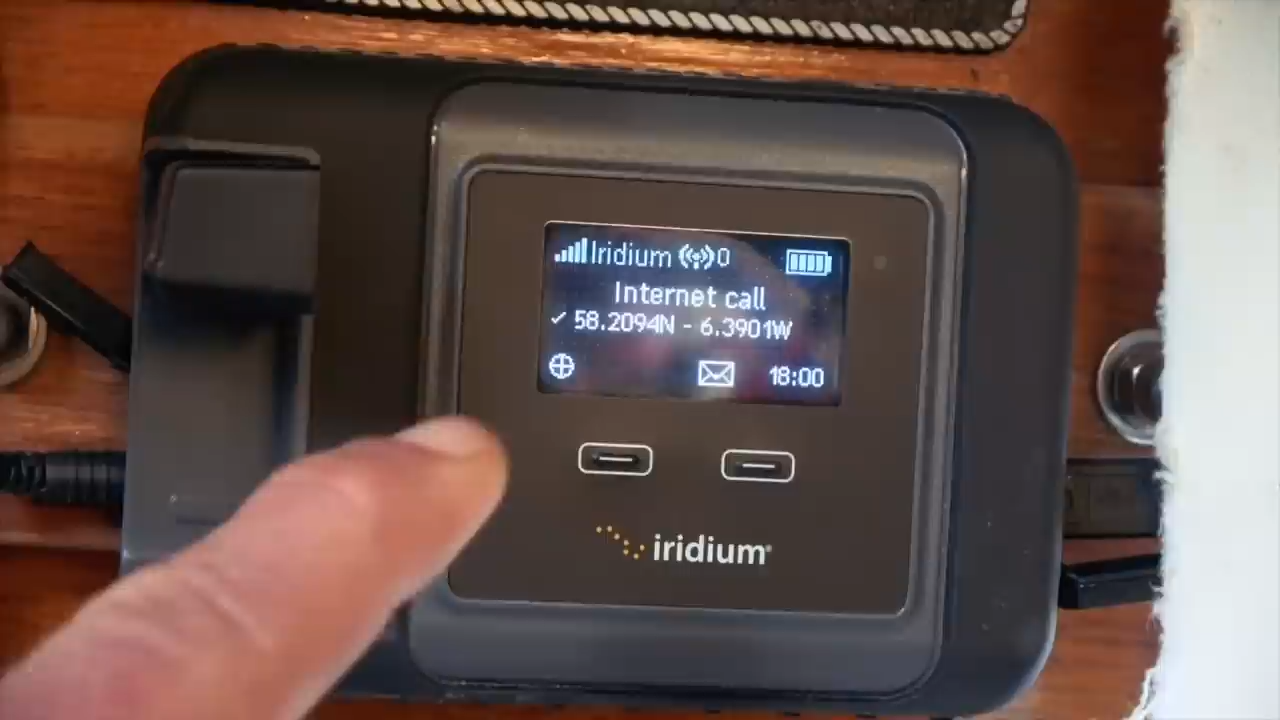 Iridium 0
Internet call
✓ 58.2094N - 6.3901W
18:00
iridium